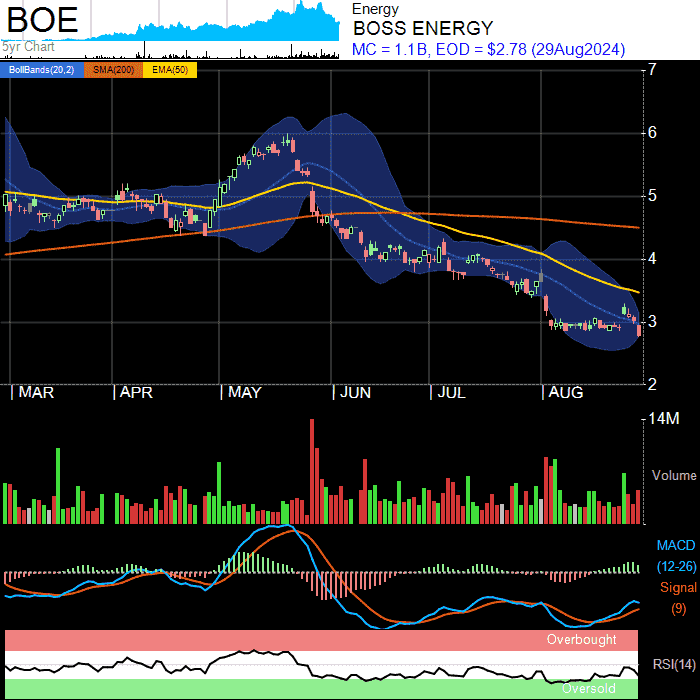 BOE
5yr Chart
Energy
BOSS ENERGY
MC = 1.1B, EOD = $2.78 (29Aug2024)
BollBands(20,2) SMA(200) EMA(50)
7
6
5
4
3
2
MAR APR MAY JUN JUL AUG
14M
Volume
MACD
(12-26)
Signal
(9)
Overbought
RSI(14)
Oversold